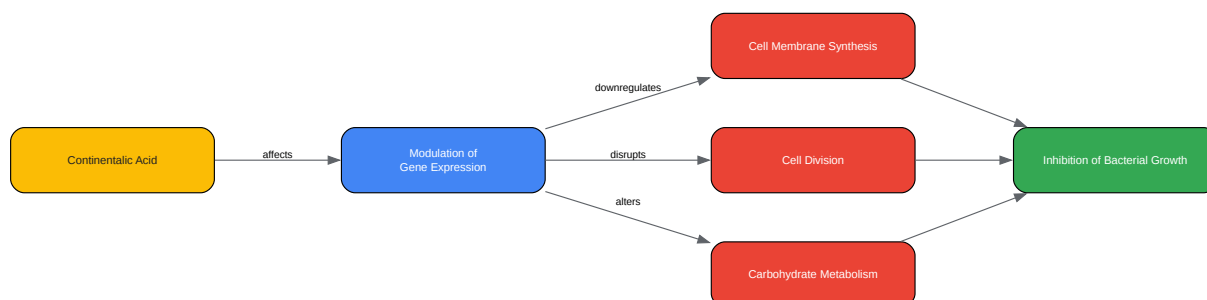 Cell Membrane Synthesis
downregulates
Continentalic Acid
affects
Modulation of
Gene Expression
disrupts
Cell Division
Inhibition of Bacterial Growth
alters
Carbohydrate Metabolism